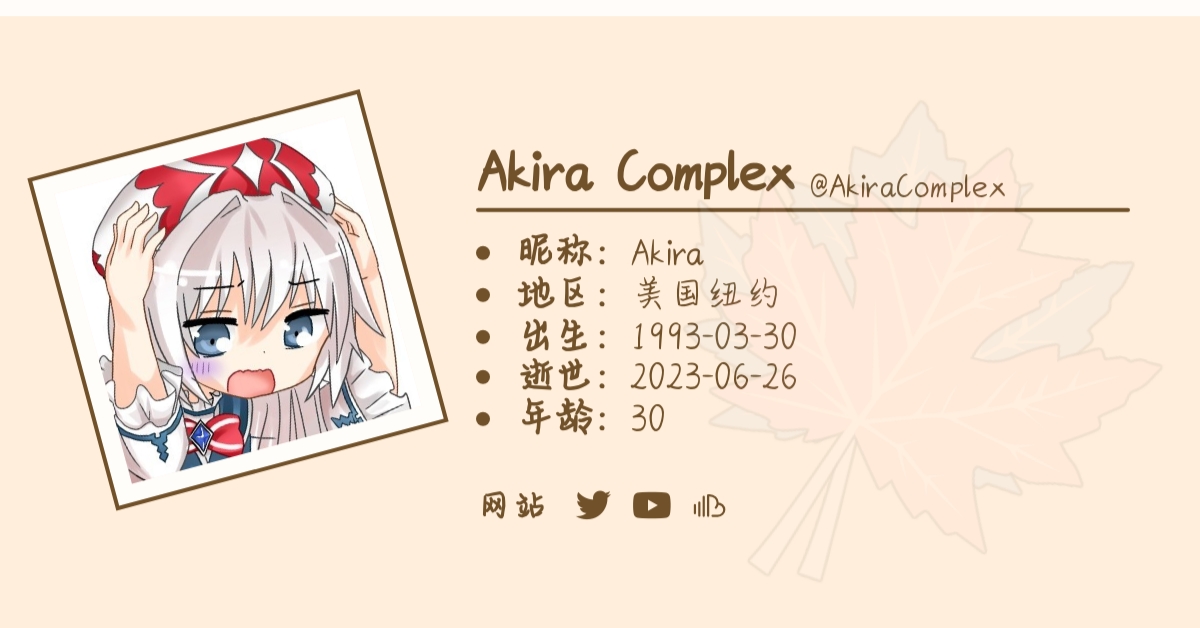 Akira Complex @AkiraComplex
昵称： Akira
地区： 美国纽约
出生： 1993-03-30
逝世： 2023-06-26
年龄： 30
网站